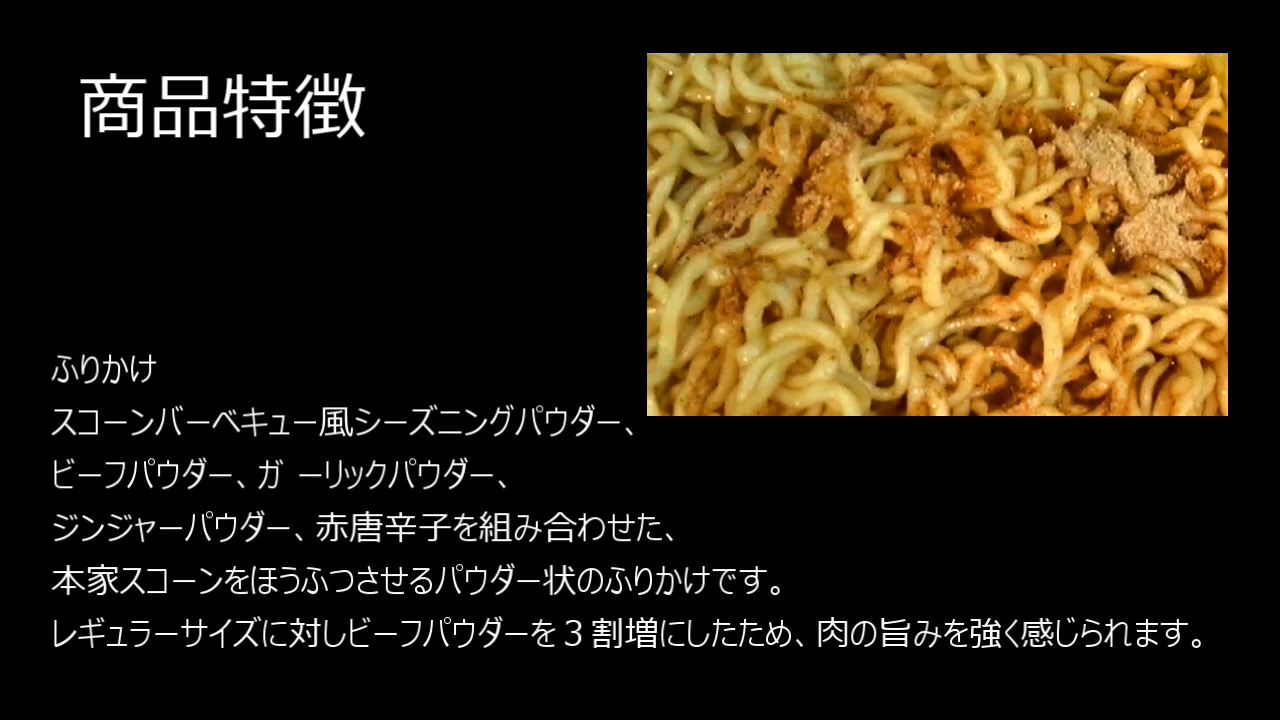 商品特徴
ふりかけ
スコーンバーベキュー風シーズニングパウダー、
ビーフパウダー、ガ ーリックパウダー、
ジンジャーパウダー、赤唐辛子を組み合わせた、
本家スコーンをほうふつさせるパウダー状のふりかけです。
レギュラーサイズに対しビーフパウダーを３割増にしたため、肉の旨みを強く感じられます。